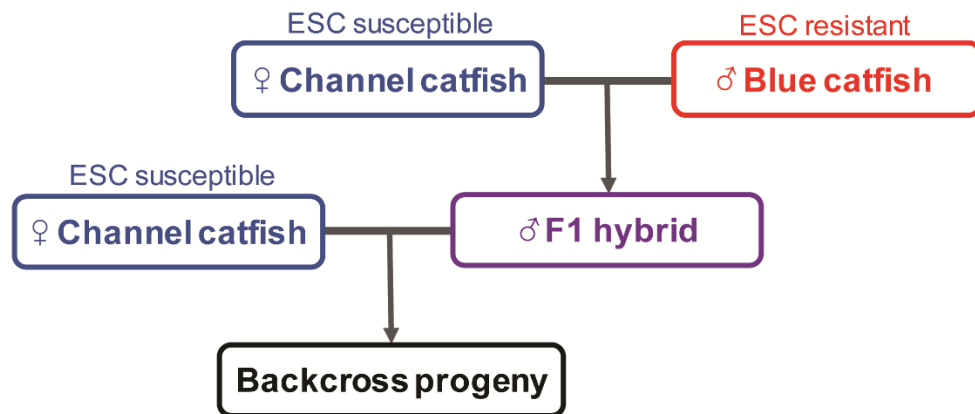 ESC susceptible
ESC resistant
♀ Channel catfish
♂ Blue catfish
ESC susceptible
♀ Channel catfish
♂ F1 hybrid
Backcross progeny